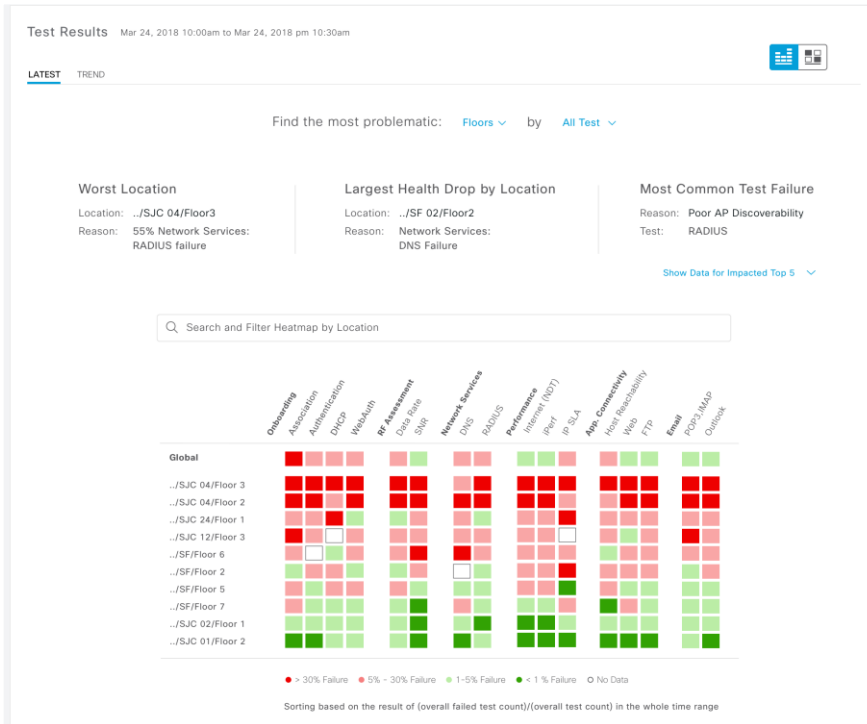 Test Results Mar 24, 2018 10:00am to Mar 24, 2018 pm 10:30am
LATEST TREND
Find the most problematic: Floors by All Test
Worst Location
Location: ../SJC 04/Floor3
Reason: 55% Network Services:
RADIUS failure
Largest Health Drop by Location
Location: ../SF 02/Floor2
Reason: Network Services:
DNS Failure
Most Common Test Failure
Reason: Poor AP Discoverability
Test: RADIUS
Show Data for Impacted Top 5
Search and Filter Heatmap by Location
Onboarding
Association
Authentication
DHCP
WebAuth
RF Assessment
Data Rate
SNR
Network Services
DNS
RADIUS
Performance
Internet (NDT)
iPerf
IP SLA
App. Connectivity
Host Reachability
Web
FTP
Email
POP3,IMAP
Outlook
Global
../SJC 04/Floor 3
../SJC 04/Floor 2
../SJC 24/Floor 1
../SJC 12/Floor 3
../SF/Floor 6
../SF/Floor 2
../SF/Floor 5
../SF/Floor 7
../SJC 02/Floor 1
../SJC 01/Floor 2
> 30% Failure 5% - 30% Failure 1-5% Failure < 1 % Failure No Data
Sorting based on the result of (overall failed test count)/(overall test count) in the whole time range